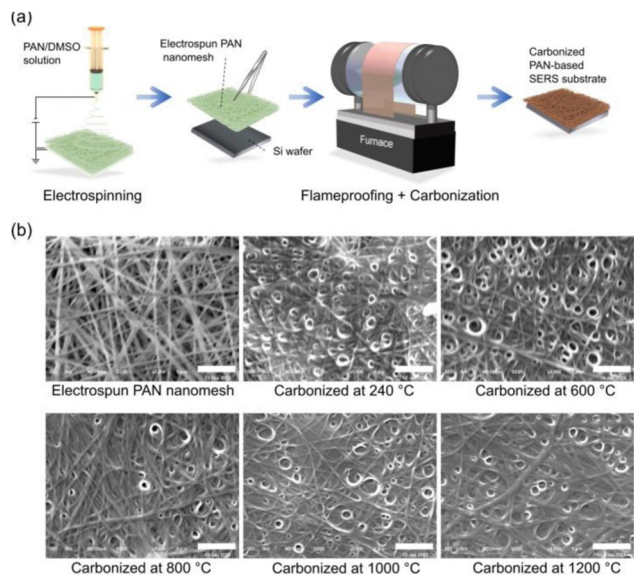 (a)
PAN/DMSO
solution
Electrospun PAN
nanomesh
Si wafer
Furnace
Carbonized
PAN-based
SERS substrate
Electrospinning
Flameproofing + Carbonization
(b)
Electrospun PAN nanomesh
Carbonized at 240 °C
Carbonized at 600 °C
Carbonized at 800 °C
Carbonized at 1000 °C
Carbonized at 1200 °C